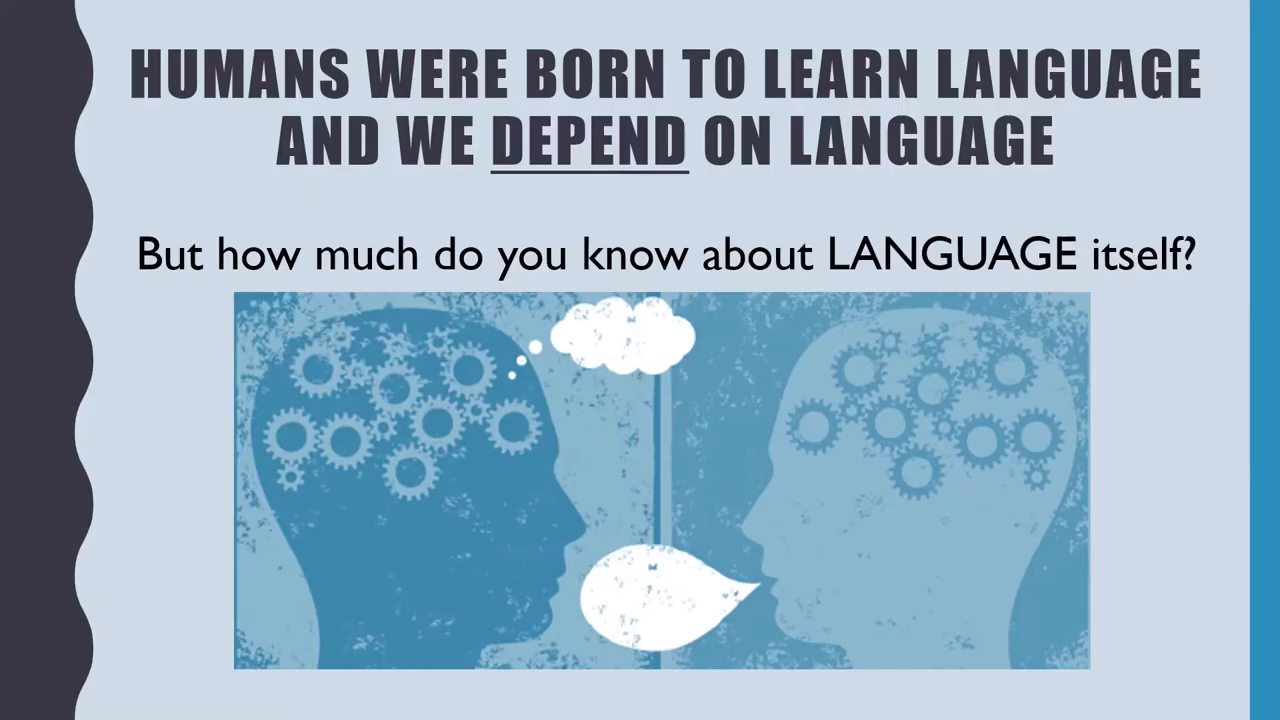 HUMANS WERE BORN TO LEARN LANGUAGE
AND WE DEPEND ON LANGUAGE
But how much do you know about LANGUAGE itself?